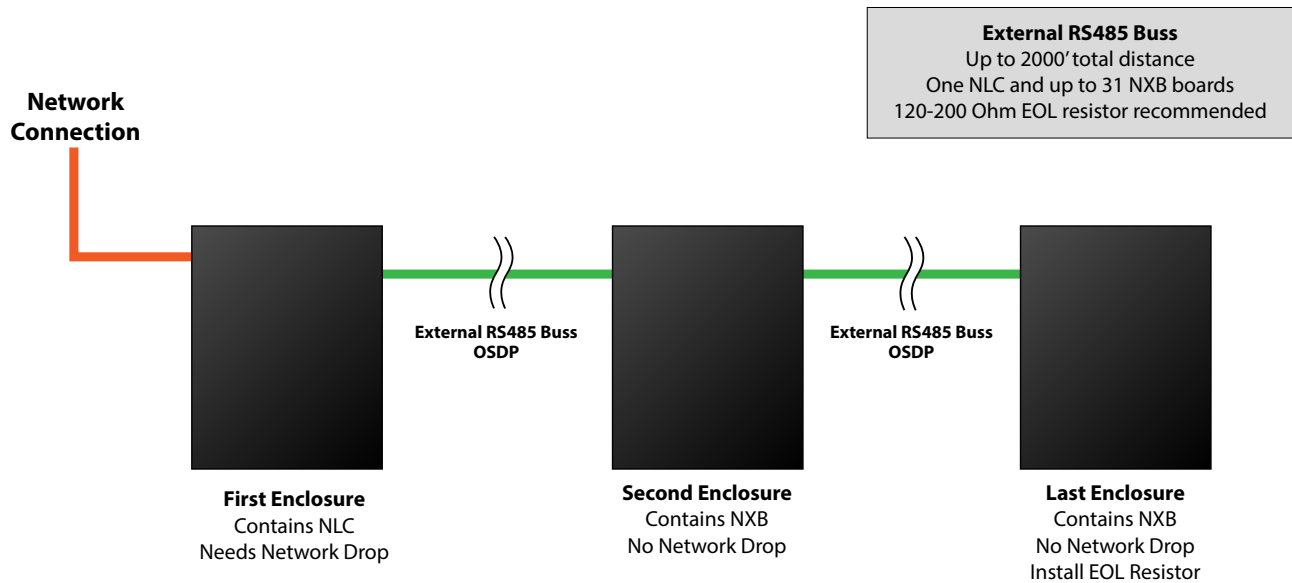 External RS485 Buss
Up to 2000' total distance
One NLC and up to 31 NXB boards
120-200 Ohm EOL resistor recommended
Network
Connection
External RS485 Buss
OSDP
External RS485 Buss
OSDP
First Enclosure
Contains NLC
Needs Network Drop
Second Enclosure
Contains NXB
No Network Drop
Last Enclosure
Contains NXB
No Network Drop
Install EOL Resistor